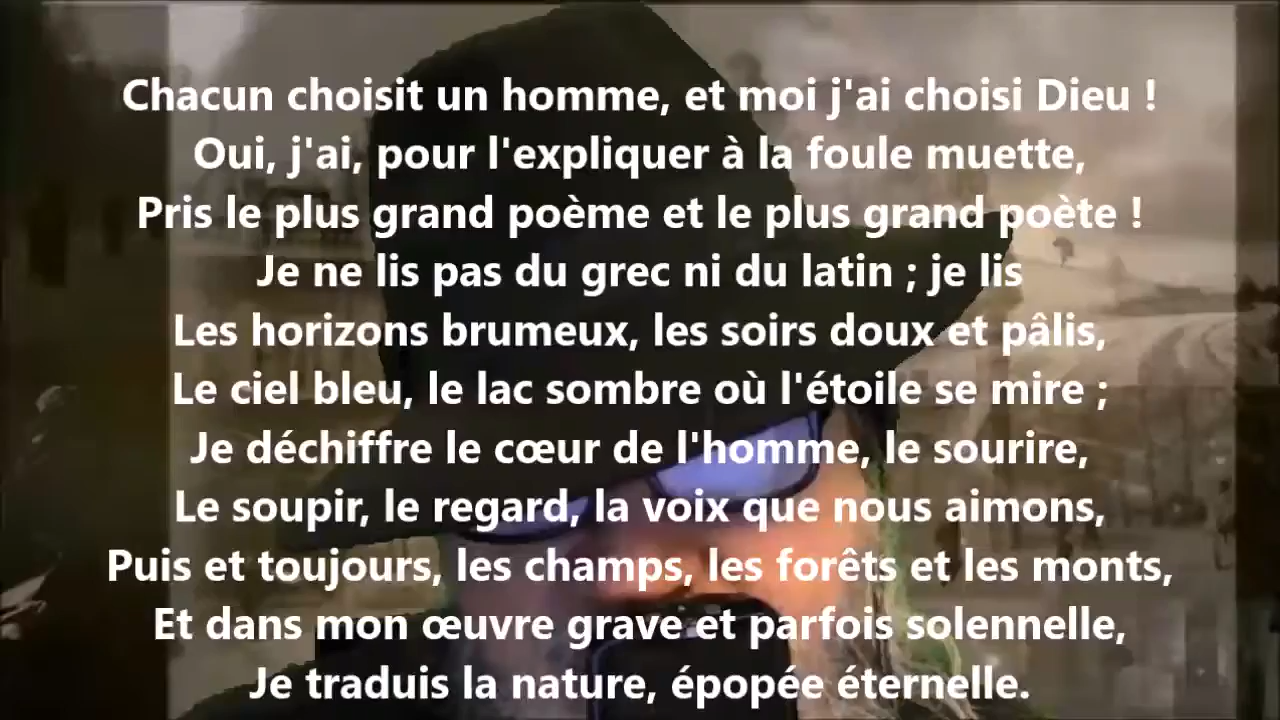 Chacun choisit un homme, et moi j'ai choisi Dieu !
Oui, j'ai, pour l'expliquer à la foule muette,
Pris le plus grand poème et le plus grand poète !
Je ne lis pas du grec ni du latin ; je lis
Les horizons brumeux, les soirs doux et pâlis,
Le ciel bleu, le lac sombre où l'étoile se mire ;
Je déchiffre le cœur de l'homme, le sourire,
Le soupir, le regard, la voix que nous aimons,
Puis et toujours, les champs, les forêts et les monts,
Et dans mon œuvre grave et parfois solennelle,
Je traduis la nature, épopée éternelle.